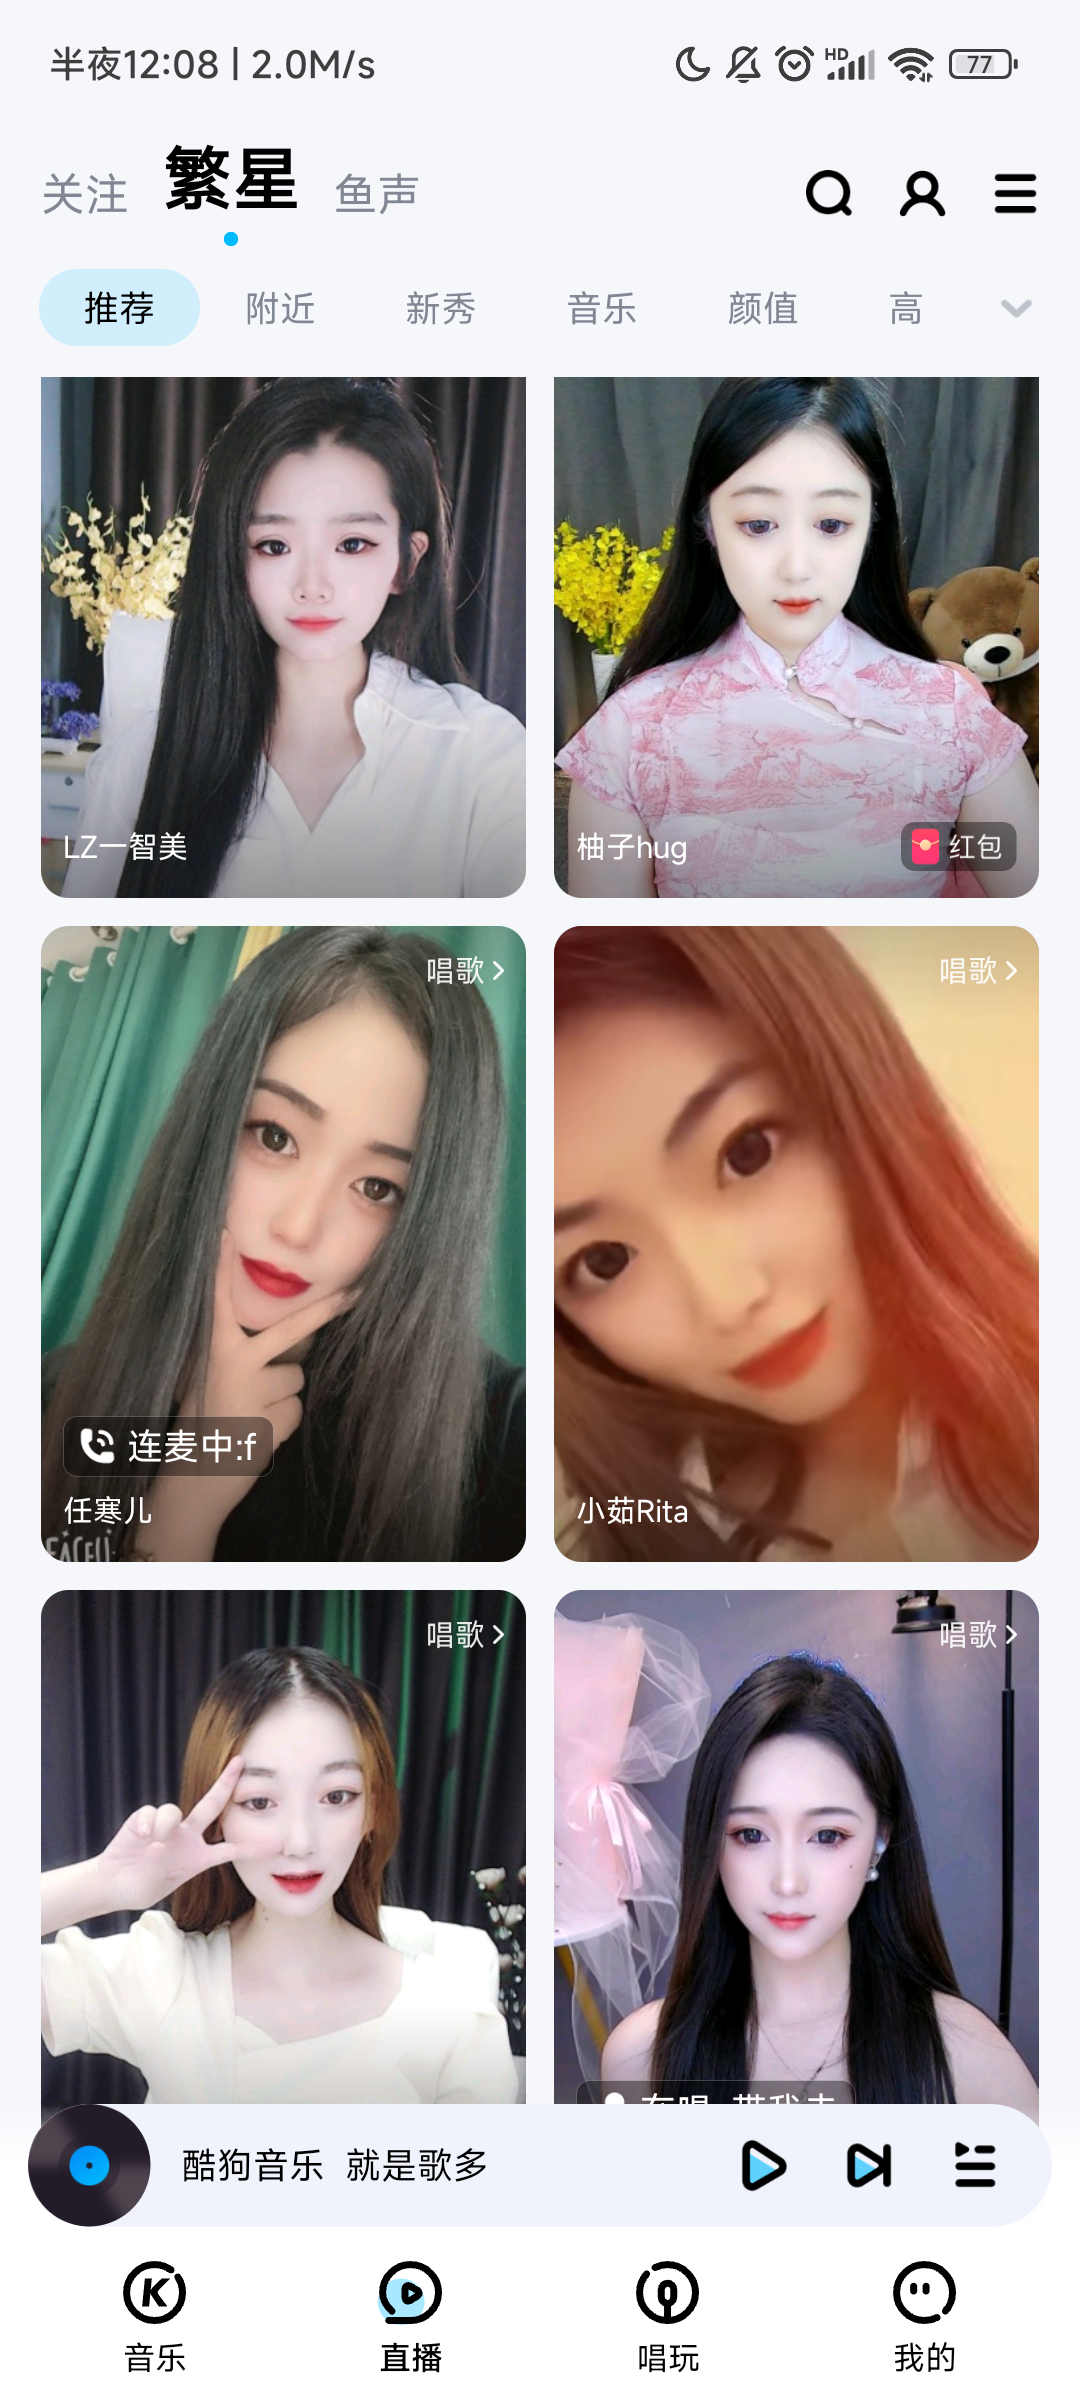 半夜12:08 | 2.0M/s
HD
77
关注 繁星 鱼声
推荐 附近 新秀 音乐 颜值 高
LZ一智美
柚子hug
红包
唱歌
唱歌
连麦中:f
任寒儿
小茹Rita
唱歌
唱歌
酷狗音乐 就是歌多
音乐 直播 唱玩 我的